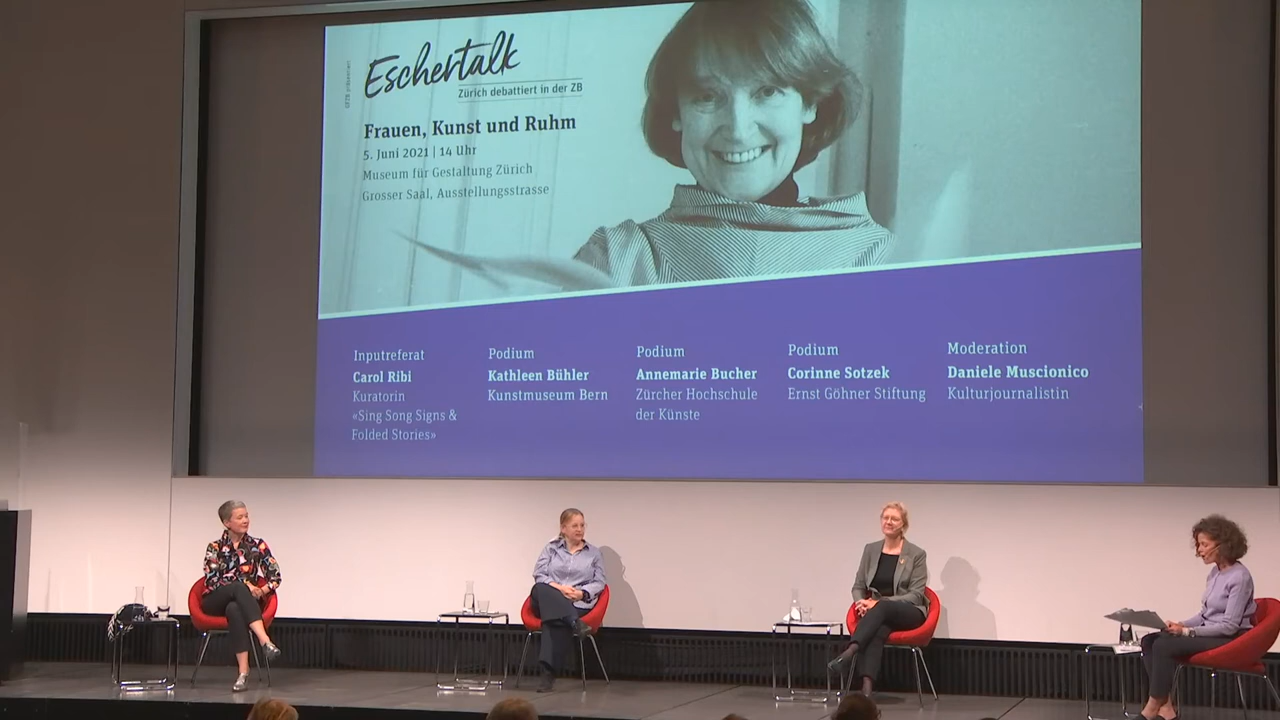 Eschertalk
Zürich debattiert in der ZB
Frauen, Kunst und Ruhm
5. Juni 2021 | 14 Uhr
Museum für Gestaltung Zürich
Grosser Saal, Ausstellungsstrasse
Inputreferat
Carol Ribi
Kuratorin
«Sing Song Signs &
Folded Stories»
Podium
Kathleen Bühler
Kunstmuseum Bern
Podium
Annemarie Bucher
Zürcher Hochschule
der Künste
Podium
Corinne Sotzek
Ernst Göhner Stiftung
Moderation
Daniele Muscionico
Kulturjournalistin